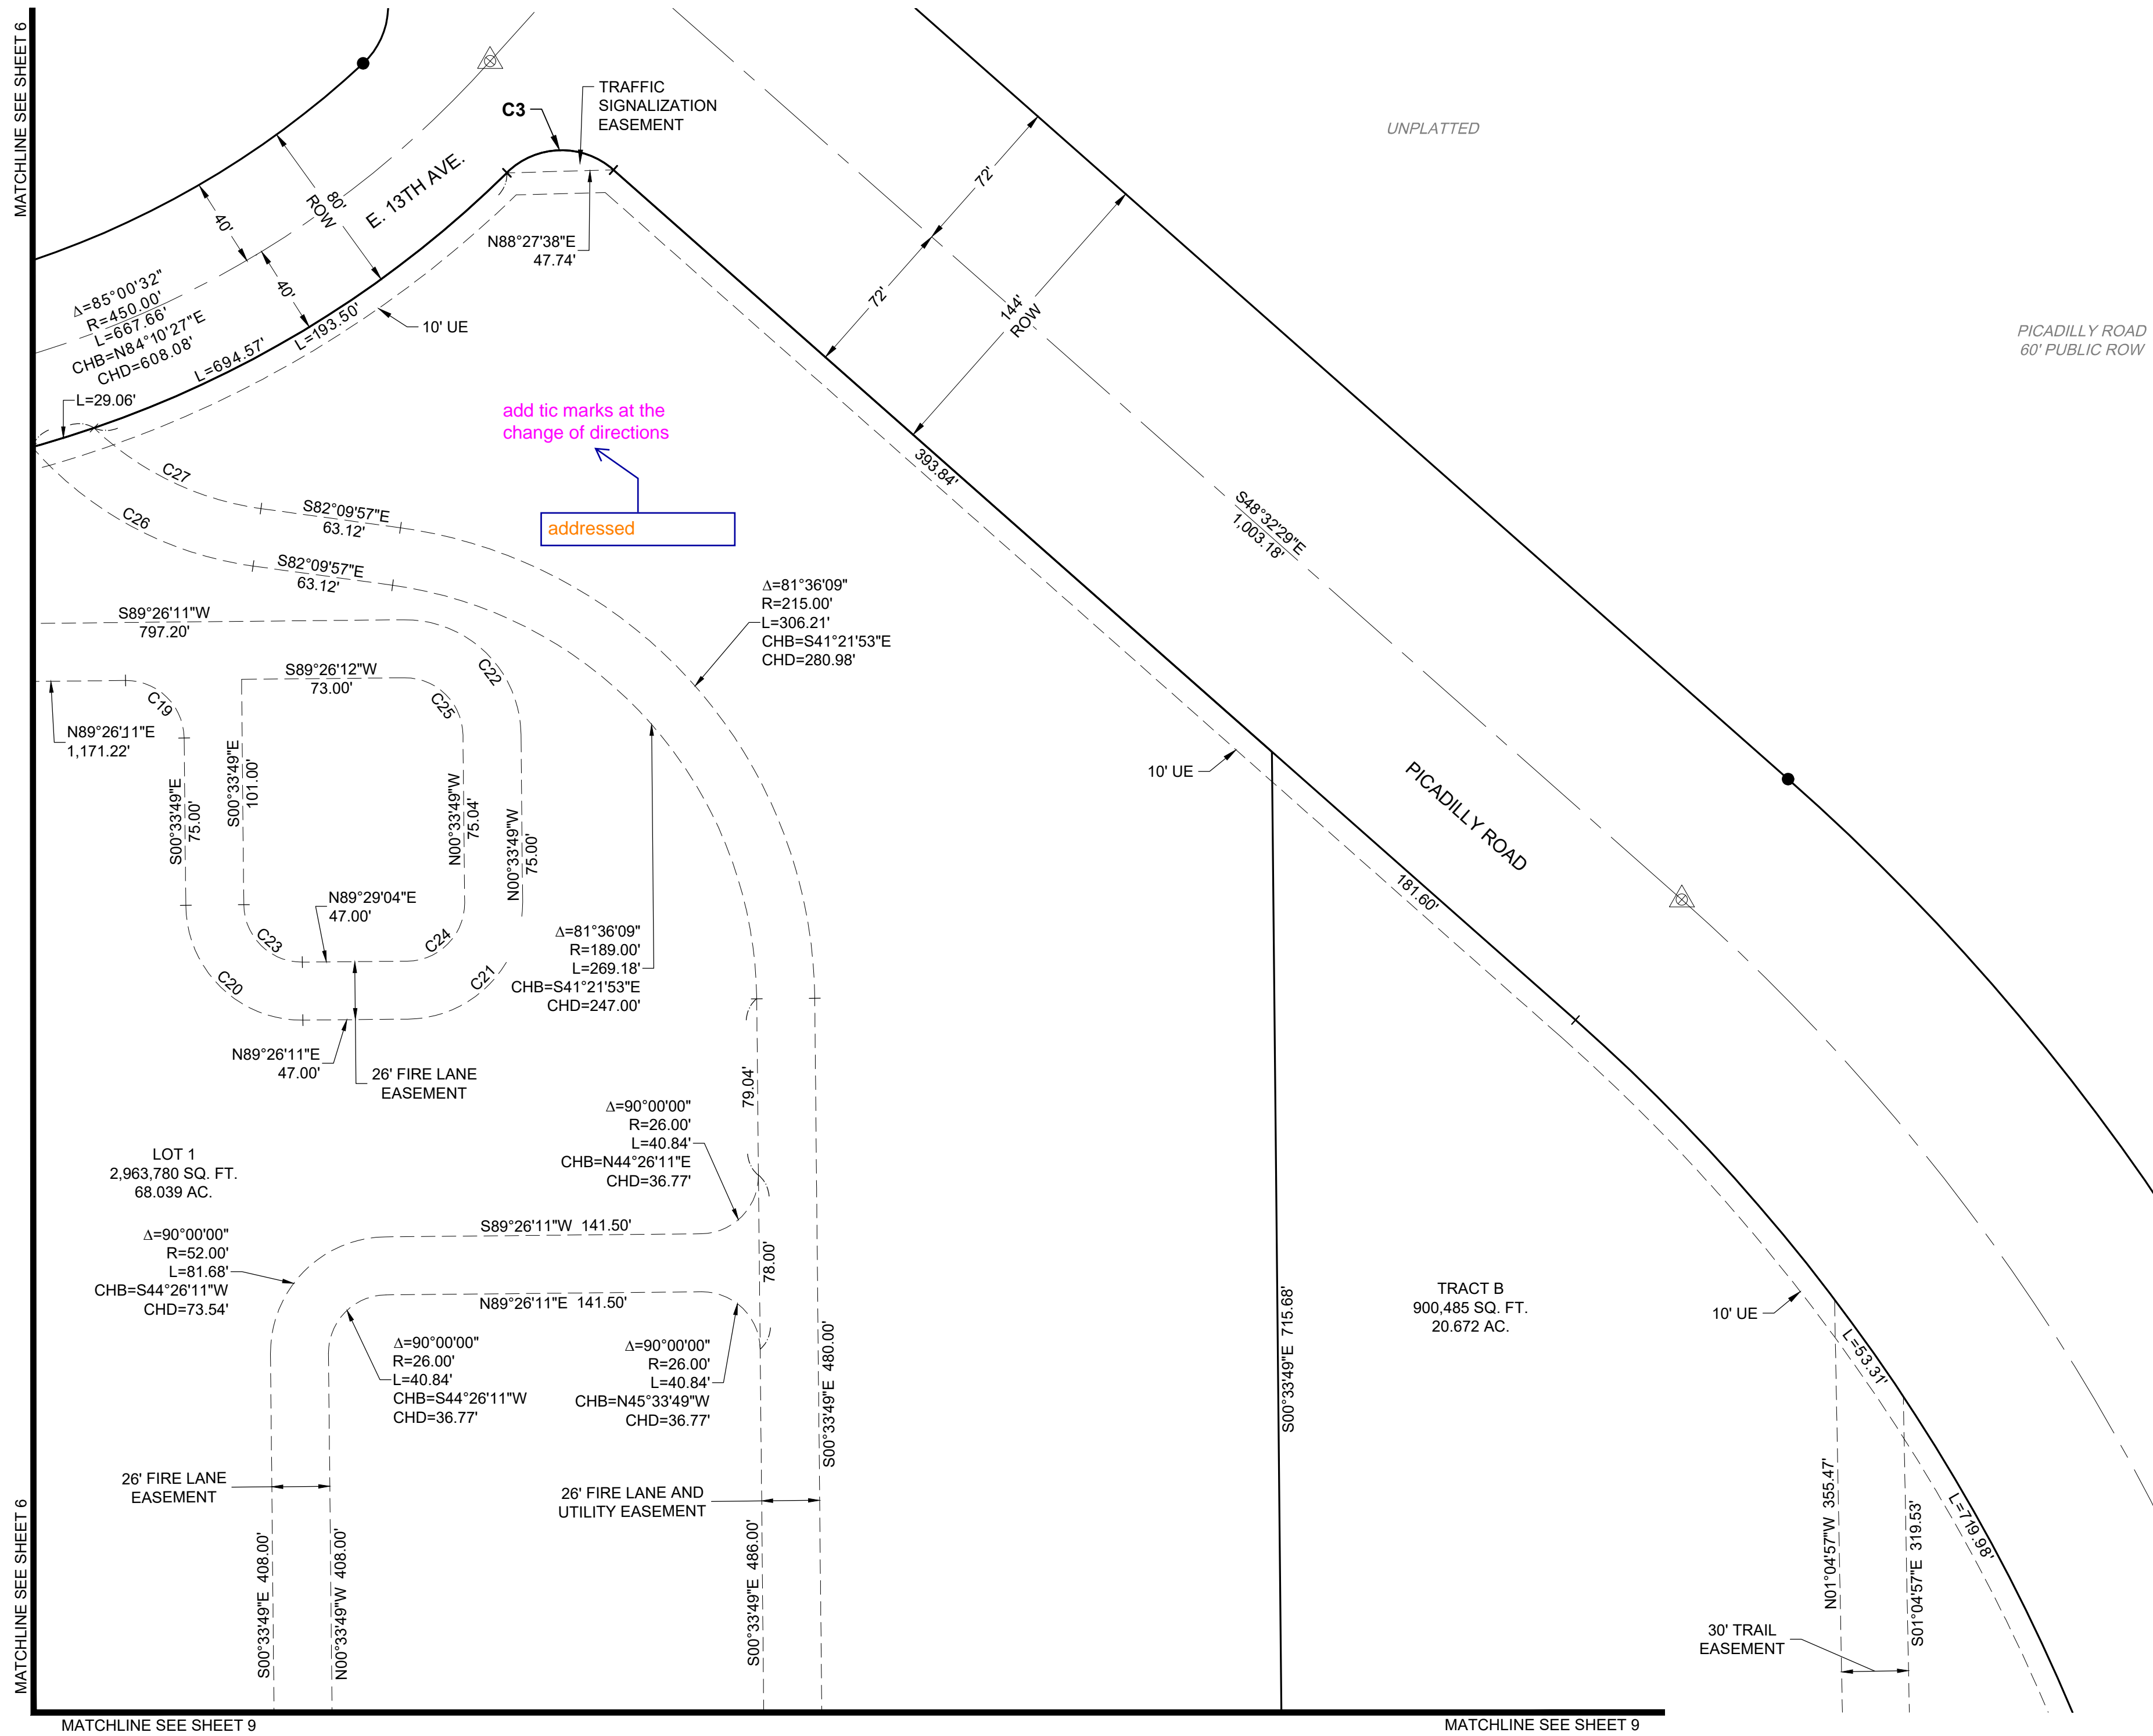 MATCHLINE SEE SHEET 6
C3
TRAFFIC
SIGNALIZATION
EASEMENT
UNPLATTED
72'
80'
ROW
E. 13TH AVE.
40'
N88°27'38"E
47.74'
40'
72'
144'
ROW
PICADILLY ROAD
60' PUBLIC ROW
Δ=85°00'32"
R=450.00'
L=667.66'
CHB=N84°10'27"E
CHD=608.08'
L=193.50'
10' UE
L=694.57'
L=29.06'
add tic marks at the
change of directions
addressed
393.84'
S48°32'29"E
1,003.18'
C27
C26
S82°09'57"E
63.12'
S82°09'57"E
63.12'
Δ=81°36'09"
R=215.00'
L=306.21'
CHB=S41°21'53"E
CHD=280.98'
S89°26'11"W
797.20'
C22
S89°26'12"W
73.00'
C19
C25
N89°26'11"E
1,171.22'
S00°33'49"E
75.00'
S00°33'49"E
101.00'
N00°33'49"W
75.04'
N00°33'49"W
75.00'
10' UE
PICADILLY ROAD
181.60'
N89°29'04"E
47.00'
C23
C24
C20
C21
Δ=81°36'09"
R=189.00'
L=269.18'
CHB=S41°21'53"E
CHD=247.00'
N89°26'11"E
47.00'
26' FIRE LANE
EASEMENT
79.04'
Δ=90°00'00"
R=26.00'
L=40.84'
CHB=N44°26'11"E
CHD=36.77'
LOT 1
2,963,780 SQ. FT.
68.039 AC.
S89°26'11"W 141.50'
Δ=90°00'00"
R=52.00'
L=81.68'
CHB=S44°26'11"W
CHD=73.54'
78.00'
N89°26'11"E 141.50'
Δ=90°00'00"
R=26.00'
L=40.84'
CHB=S44°26'11"W
CHD=36.77'
Δ=90°00'00"
R=26.00'
L=40.84'
CHB=N45°33'49"W
CHD=36.77'
S00°33'49"E 480.00'
S00°33'49"E 715.68'
TRACT B
900,485 SQ. FT.
20.672 AC.
10' UE
L=53.31'
26' FIRE LANE
EASEMENT
26' FIRE LANE AND
UTILITY EASEMENT
S00°33'49"E 408.00'
N00°33'49"W 408.00'
S00°33'49"E 486.00'
N01°04'57"W 355.47'
S01°04'57"E 319.53'
L=719.98'
30' TRAIL
EASEMENT
MATCHLINE SEE SHEET 6
MATCHLINE SEE SHEET 9
MATCHLINE SEE SHEET 9